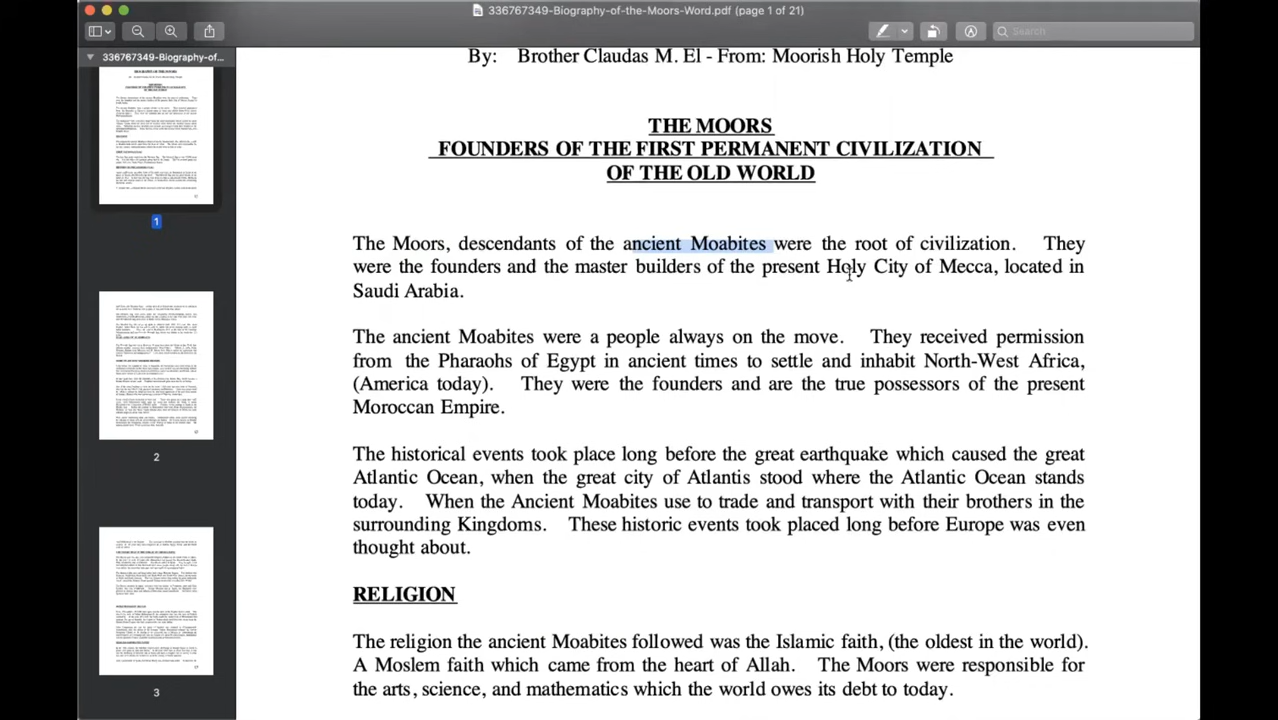 336767349-Biography-of-the-Moors-Word.pdf (page 1 of 21)
Search
336767349-Biography-of...
By: Brother Claudas M. El - From: Moorish Holy Temple
THE MOORS
FOUNDERS OF THE FIRST PERMANENT CIVILIZATION
OF THE OLD WORLD
The Moors, descendants of the ancient Moabites were the root of civilization. They
were the founders and the master builders of the present Holy City of Mecca, located in
Saudi Arabia.
The ancient Moabites were a people always on the move. They received permission
from the Pharohs of Egypt in ancient times to settle and inhibit North-West Africa,
(America today). They were the founders and are the true possessors of the present
Moroccan Empire.
The historical events took place long before the great earthquake which caused the great
Atlantic Ocean, when the great city of Atlantis stood where the Atlantic Ocean stands
today. When the Ancient Moabites use to trade and transport with their brothers in the
surrounding Kingdoms. These historic events took placed long before Europe was even
thought about.
RELIGION
The religion the ancient Moors followed was the Islamic faith (the oldest in the world).
A Moslem faith which came from the heart of Allah. The Moors were responsible for
the arts, science, and mathematics which the world owes its debt to today.
1
2
3